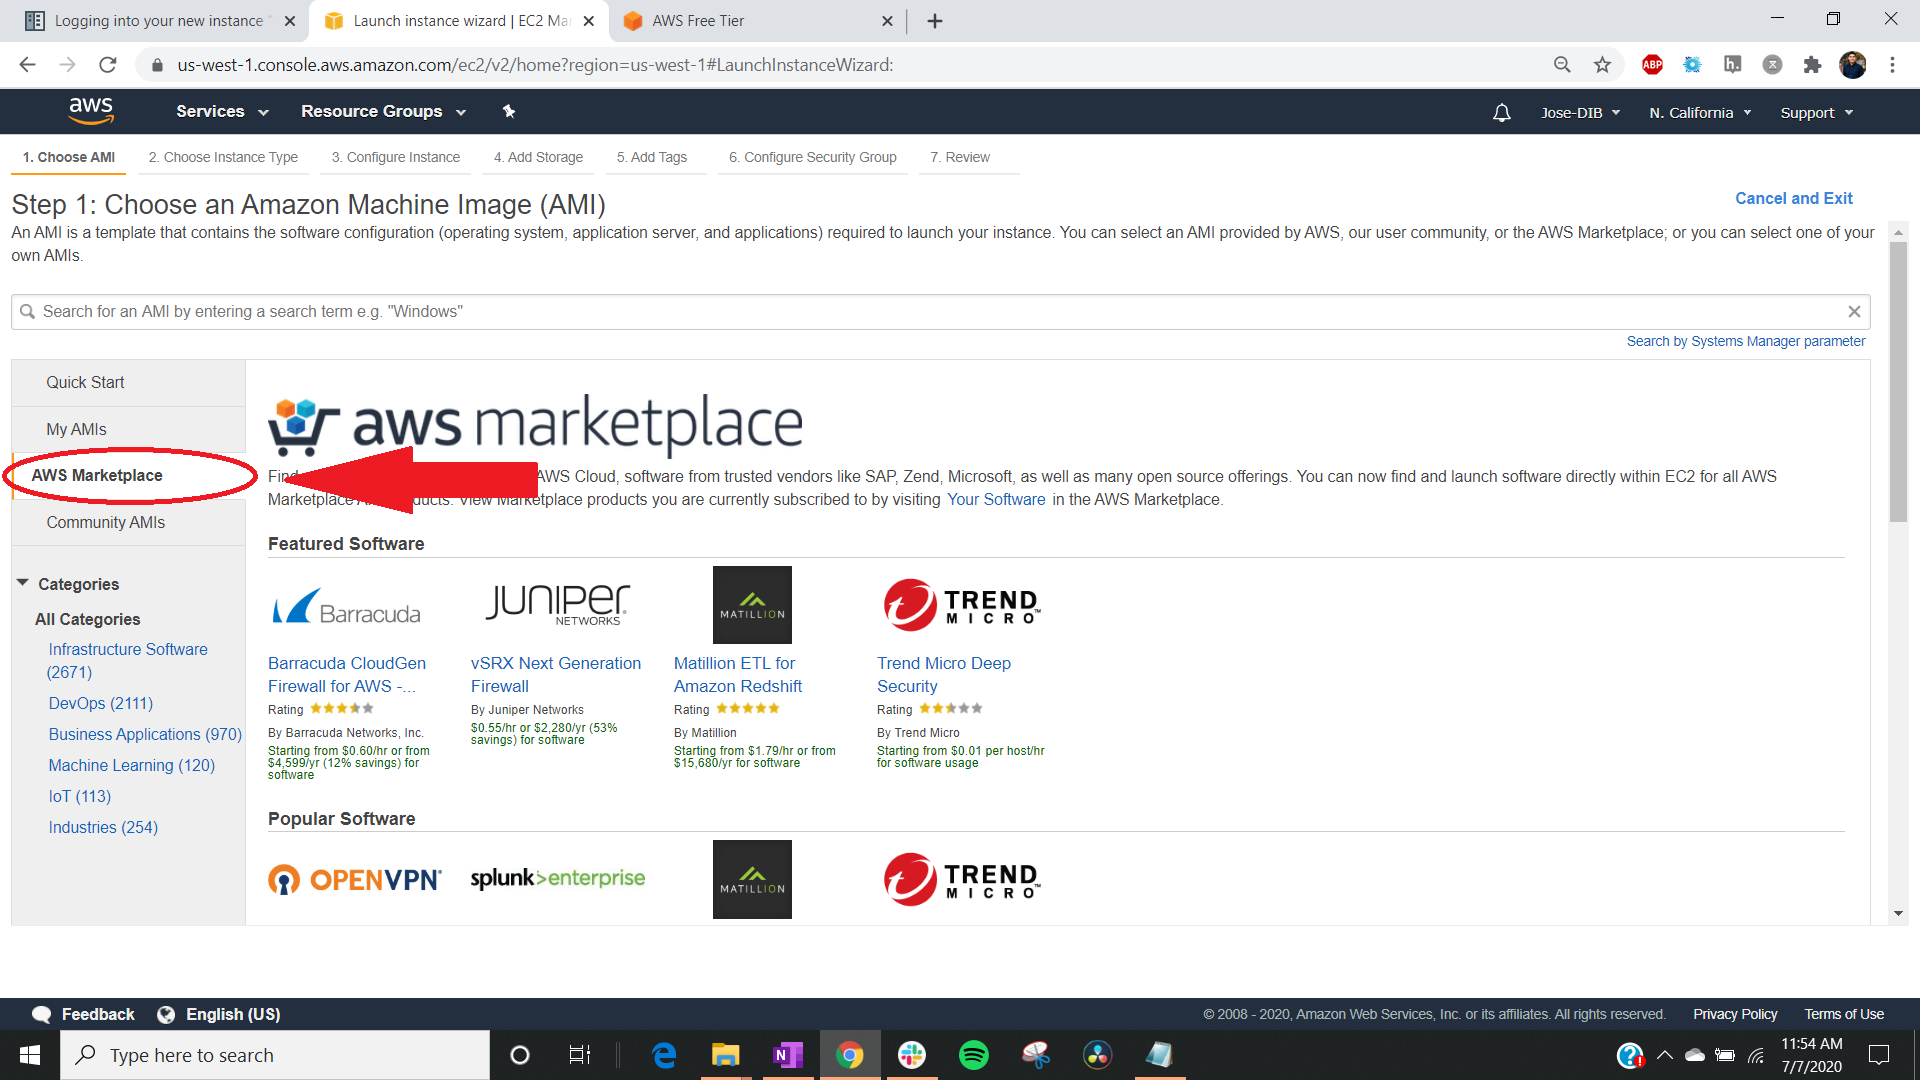 Logging into your new instance
Launch instance wizard | EC2 Ma
AWS Free Tier
us-west-1.console.aws.amazon.com/ec2/v2/home?region=us-west-1#LaunchInstanceWizard:
ABP
h.
aws
Services
Resource Groups
Jose-DIB
N. California
Support
1. Choose AMI
2. Choose Instance Type
3. Configure Instance
4. Add Storage
5. Add Tags
6. Configure Security Group
7. Review
Step 1: Choose an Amazon Machine Image (AMI)
Cancel and Exit
An AMI is a template that contains the software configuration (operating system, application server, and applications) required to launch your instance. You can select an AMI provided by AWS, our user community, or the AWS Marketplace; or you can select one of your
own AMIs.
Search for an AMI by entering a search term e.g. "Windows"
Search by Systems Manager parameter
Quick Start
My AMIs
AWS Marketplace
Community AMIs
Categories
All Categories
Infrastructure Software
(2671)
DevOps (2111)
Business Applications (970)
Machine Learning (120)
IoT (113)
Industries (254)
aws marketplace
AWS Cloud, software from trusted vendors like SAP, Zend, Microsoft, as well as many open source offerings. You can now find and launch software directly within EC2 for all AWS
Marketplace View Marketplace products you are currently subscribed to by visiting Your Software in the AWS Marketplace.
Featured Software
Barracuda
JUNIPER
NETWORKS
MATILLION
TREND
MICRO™
Barracuda CloudGen
Firewall for AWS -...
Rating
By Barracuda Networks, Inc.
Starting from $0.60/hr or from
$4,599/yr (12% savings) for
software
vSRX Next Generation
Firewall
By Juniper Networks
$0.55/hr or $2,280/yr (53%
savings) for software
Matillion ETL for
Amazon Redshift
Rating
By Matillion
Starting from $1.79/hr or from
$15,680/yr for software
Trend Micro Deep
Security
Rating
By Trend Micro
Starting from $0.01 per host/hr
for software usage
Popular Software
OPENVPN
splunk>enterprise
MATILLION
TREND
MICRO™
Feedback
English (US)
© 2008 - 2020, Amazon Web Services, Inc. or its affiliates. All rights reserved.
Privacy Policy
Terms of Use
Type here to search
11:54 AM
7/7/2020